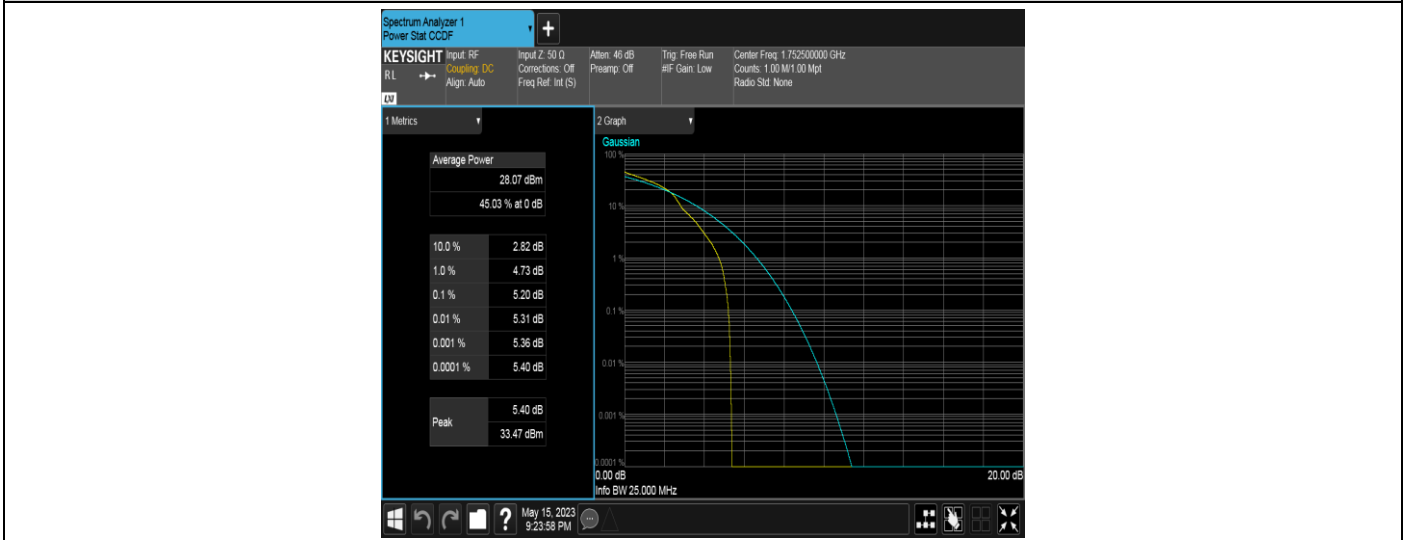 Spectrum Analyzer 1
Power Stat CCDF
+
KEYSIGHT
RL
LXI
Input: RF
Coupling: DC
Align: Auto
Input Z: 50 Ω
Corrections: Off
Freq Ref: Int (S)
Atten: 46 dB
Preamp: Off
Trig: Free Run
#IF Gain: Low
Center Freq: 1.752500000 GHz
Counts: 1.00 M/1.00 Mpt
Radio Std: None
1 Metrics
Average Power
28.07 dBm
45.03 % at 0 dB
10.0 % 2.82 dB
1.0 % 4.73 dB
0.1 % 5.20 dB
0.01 % 5.31 dB
0.001 % 5.36 dB
0.0001 % 5.40 dB
Peak
5.40 dB
33.47 dBm
2 Graph
Gaussian
100 %
10 %
1 %
0.1 %
0.01 %
0.001 %
0.0001 %
0.00 dB 20.00 dB
Info BW 25.000 MHz
?
May 15, 2023
9:23:58 PM